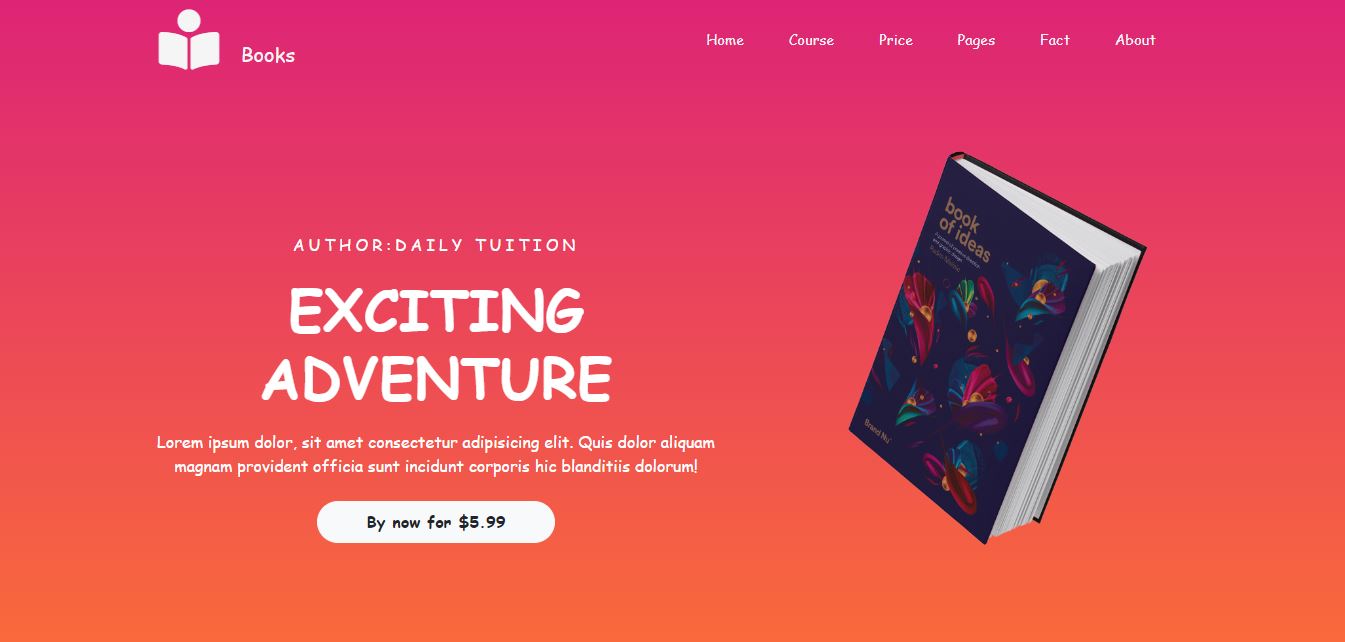 Books
Home Course Price Pages Fact About
AUTHOR:DAILY TUITION
EXCITING
ADVENTURE
Lorem ipsum dolor, sit amet consectetur adipisicing elit. Quis dolor aliquam
magnam provident officia sunt incidunt corporis hic blanditiis dolorum!
By now for $5.99
book
of ideas
Brand Nu